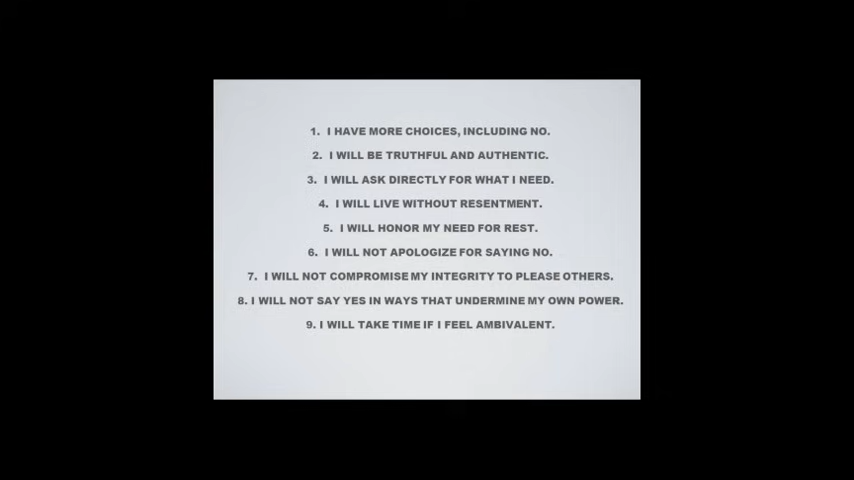 1. I HAVE MORE CHOICES, INCLUDING NO.
2. I WILL BE TRUTHFUL AND AUTHENTIC.
3. I WILL ASK DIRECTLY FOR WHAT I NEED.
4. I WILL LIVE WITHOUT RESENTMENT.
5. I WILL HONOR MY NEED FOR REST.
6. I WILL NOT APOLOGIZE FOR SAYING NO.
7. I WILL NOT COMPROMISE MY INTEGRITY TO PLEASE OTHERS.
8. I WILL NOT SAY YES IN WAYS THAT UNDERMINE MY OWN POWER.
9. I WILL TAKE TIME IF I FEEL AMBIVALENT.